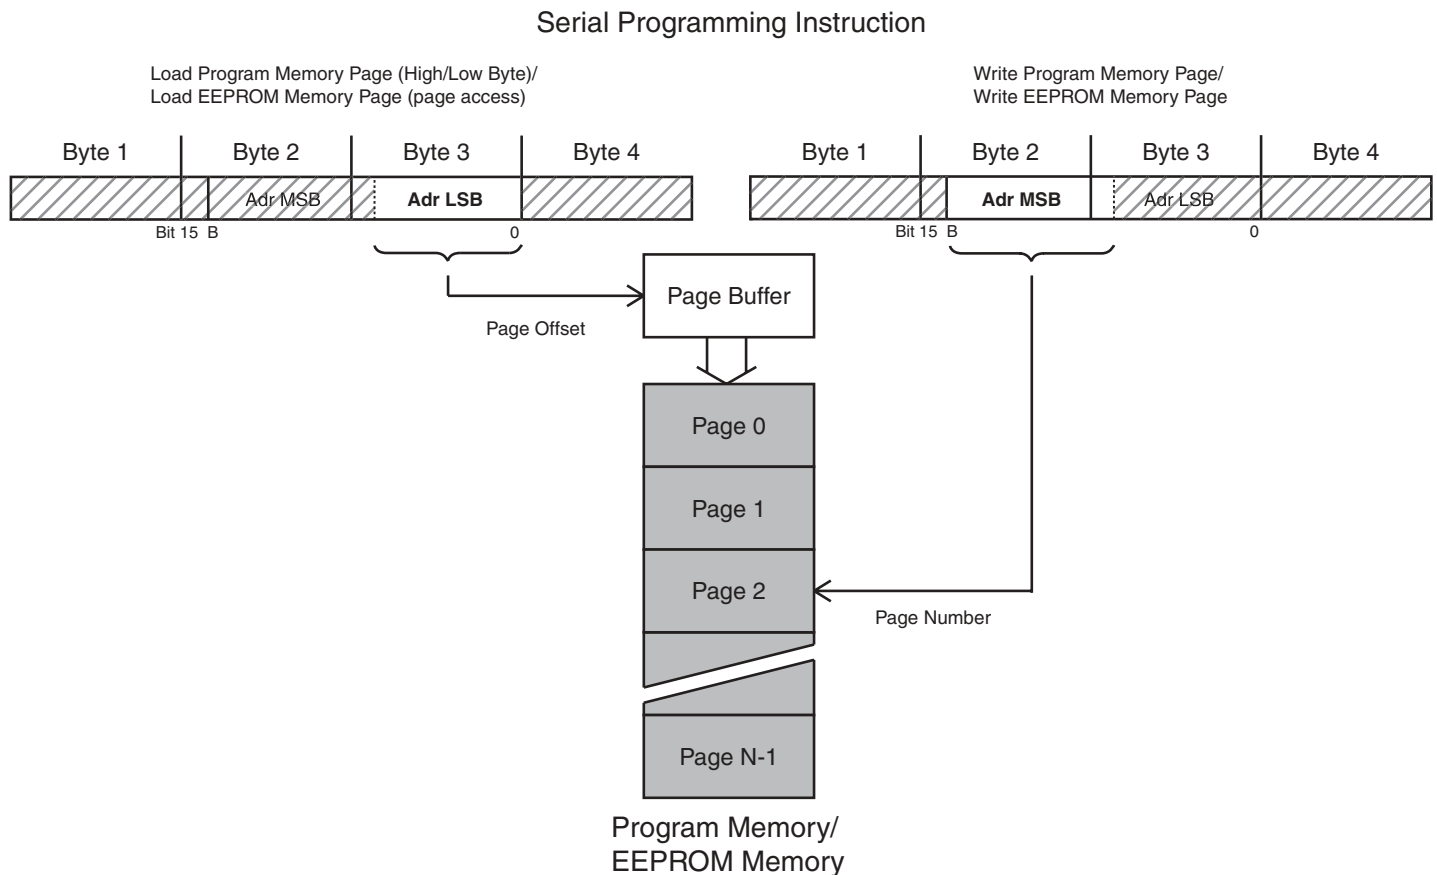 Serial Programming Instruction
Load Program Memory Page (High/Low Byte)/
Load EEPROM Memory Page (page access)
Write Program Memory Page/
Write EEPROM Memory Page
Byte 1 Byte 2 Byte 3 Byte 4
Adr MSB Adr LSB
Bit 15 B 0
Byte 1 Byte 2 Byte 3 Byte 4
Adr MSB Adr LSB
Bit 15 B 0
Page Buffer
Page Offset
Page 0
Page 1
Page 2
Page Number
Page N-1
Program Memory/
EEPROM Memory